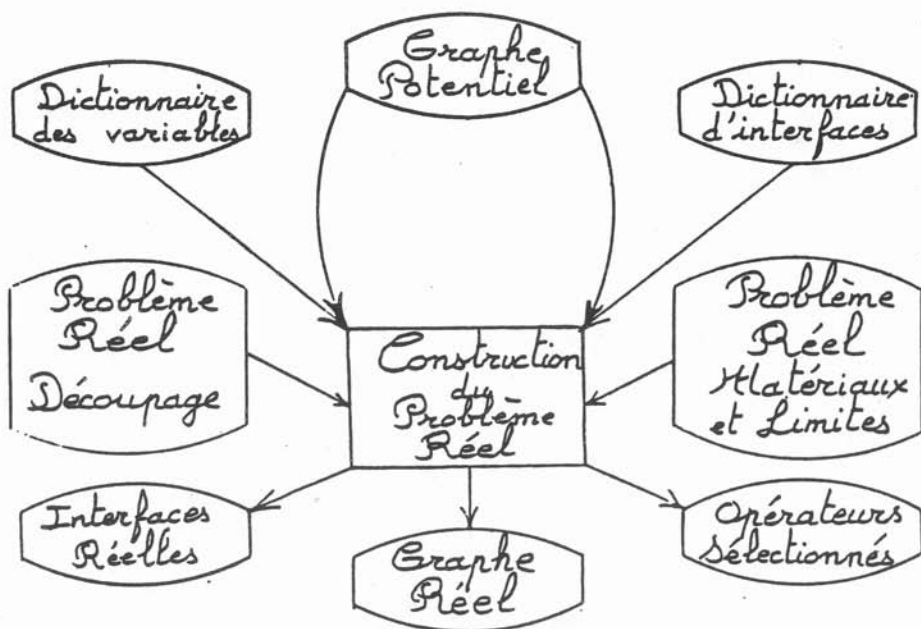 Graphe
Potentiel
Dictionnaire
des variables
Dictionnaire
d'interfaces
Problème
Réel
Découpage
Construction
du
Problème
Réel
Problème
Réel
Matériaux
et Limites
Interfaces
Réelles
Graphe
Réel
Opérateurs
Sélectionnés